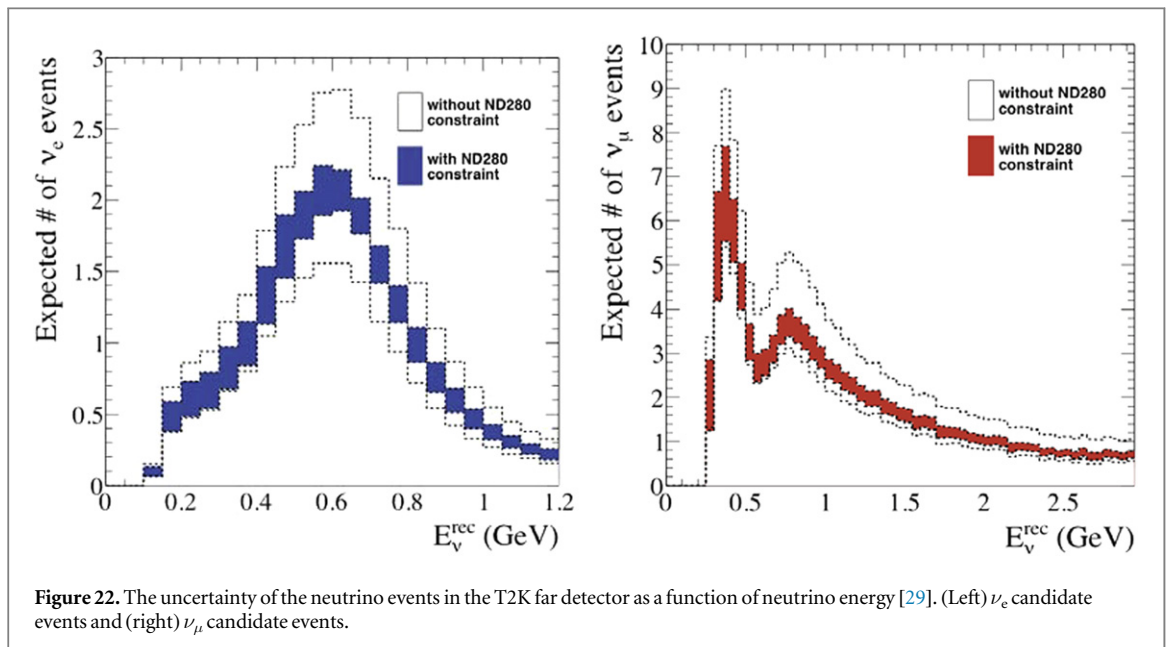 3
2.5
2
1.5
1
0.5
0
0.2
0.4
0.6
0.8
1
1.2
Expected # of νe events
Eνrec (GeV)
without ND280
constraint
with ND280
constraint
10
9
8
7
6
5
4
3
2
1
0
0
0.5
1
1.5
2
2.5
Expected # of νμ events
Eνrec (GeV)
without ND280
constraint
with ND280
constraint
Figure 22. The uncertainty of the neutrino events in the T2K far detector as a function of neutrino energy [29]. (Left) νe candidate
events and (right) νμ candidate events.